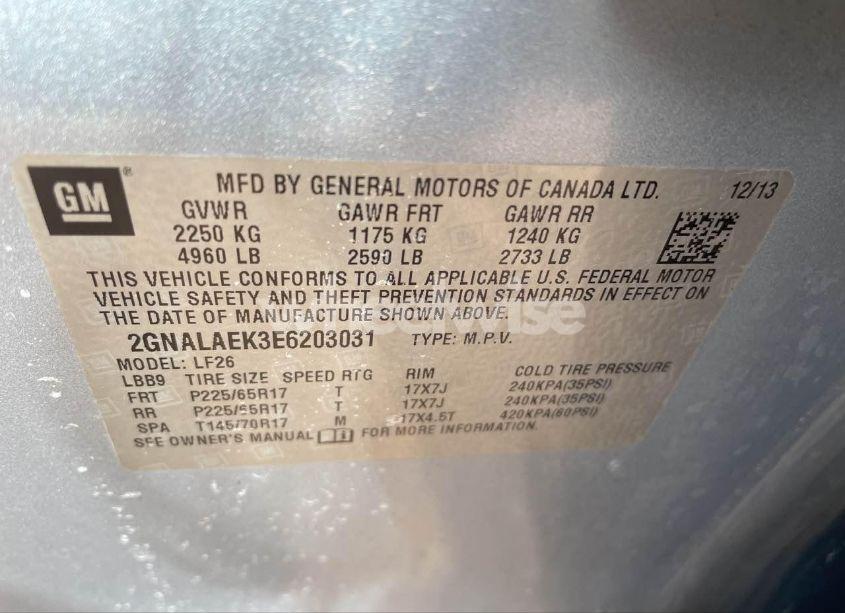 GM ®
MFD BY GENERAL MOTORS OF CANADA LTD. 12/13
GVWR GAWR FRT GAWR RR
2250 KG 1175 KG 1240 KG
4960 LB 2590 LB 2733 LB
THIS VEHICLE CONFORMS TO ALL APPLICABLE U.S. FEDERAL MOTOR
VEHICLE SAFETY AND THEFT PREVENTION STANDARDS IN EFFECT ON
THE DATE OF MANUFACTURE SHOWN ABOVE.
2GNALAEK3E6203031 TYPE: M.P.V.
MODEL: LF26
LBB9 TIRE SIZE SPEED RTG RIM COLD TIRE PRESSURE
FRT P225/65R17 T 17X7J 240KPA(35PSI)
RR P225/65R17 T 17X7J 240KPA(35PSI)
SPA T145/70R17 M 17X4.5T 420KPA(60PSI)
SEE OWNER'S MANUAL FOR MORE INFORMATION.